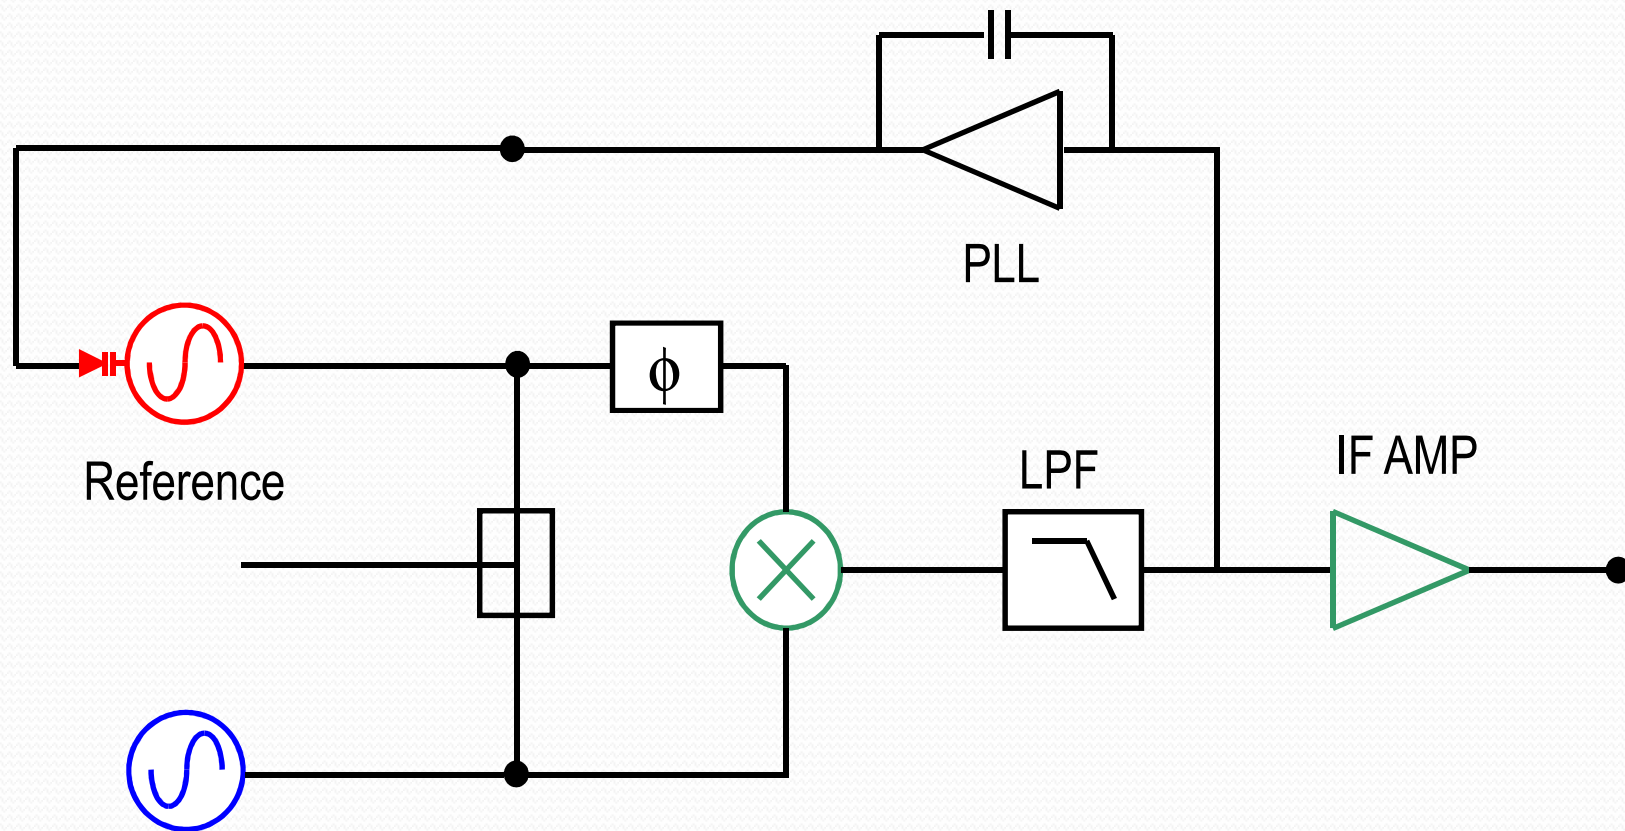 PLL
ϕ
Reference
LPF
IF AMP